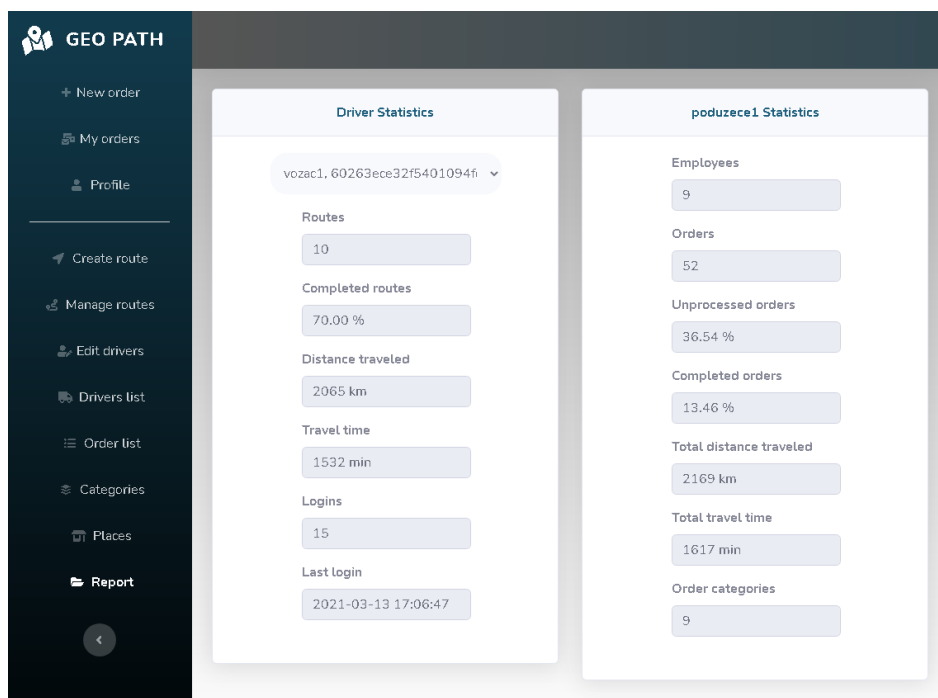 GEO PATH
New order
My orders
Profile
Create route
Manage routes
Edit drivers
Drivers list
Order list
Categories
Places
Report
Driver Statistics
vozac1, 60263ece32f5401094f
Routes
10
Completed routes
70.00 %
Distance traveled
2065 km
Travel time
1532 min
Logins
15
Last login
2021-03-13 17:06:47
poduzece1 Statistics
Employees
9
Orders
52
Unprocessed orders
36.54 %
Completed orders
13.46 %
Total distance traveled
2169 km
Total travel time
1617 min
Order categories
9